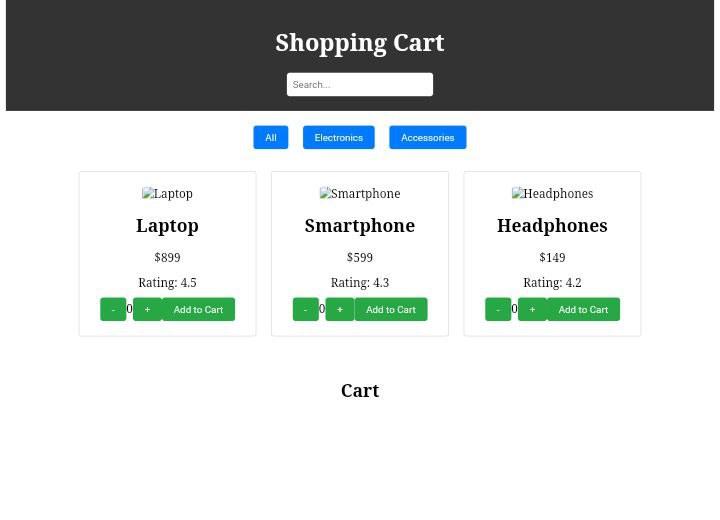 Shopping Cart
Search...
All Electronics Accessories
Laptop Smartphone Headphones
Laptop Smartphone Headphones
$899 $599 $149
Rating: 4.5 Rating: 4.3 Rating: 4.2
- 0 + Add to Cart - 0 + Add to Cart - 0 + Add to Cart
Cart